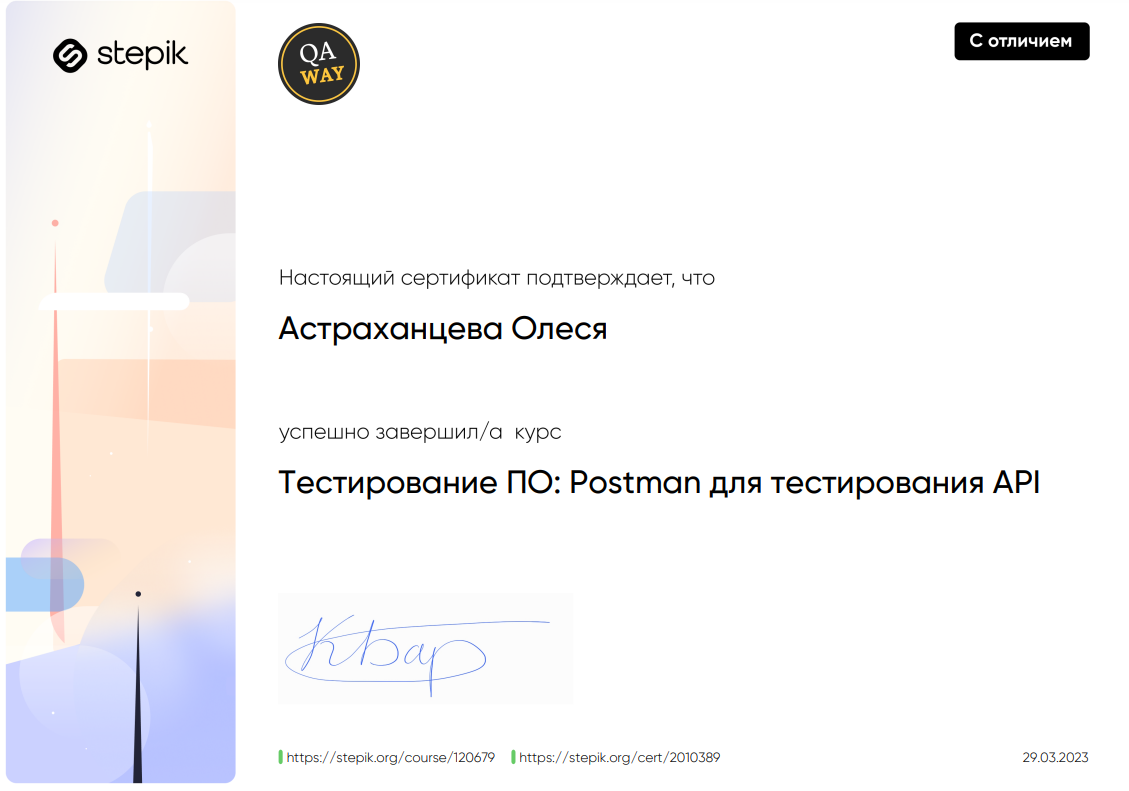 stepik
QA
WAY
С отличием
Настоящий сертификат подтверждает, что
Астраханцева Олеся
успешно завершил/а  курс
Тестирование ПО: Postman для тестирования API
https://stepik.org/course/120679
https://stepik.org/cert/2010389
29.03.2023